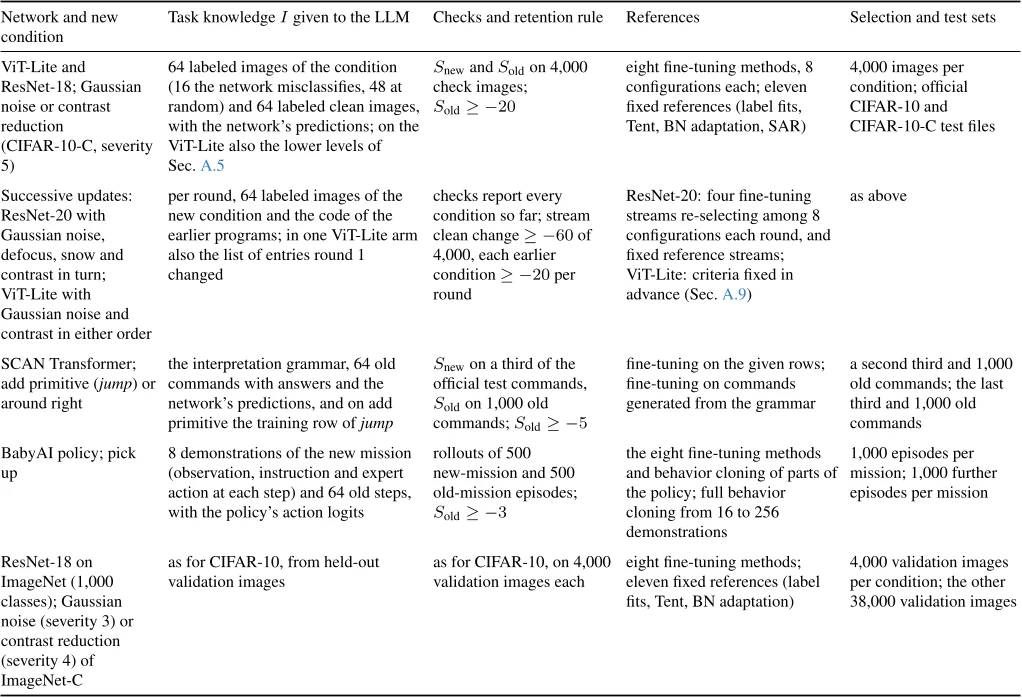 Network and new condition
Task knowledge I given to the LLM
Checks and retention rule
References
Selection and test sets
ViT-Lite and
ResNet-18; Gaussian
noise or contrast
reduction
(CIFAR-10-C, severity
5)
64 labeled images of the condition
(16 the network misclassifies, 48 at
random) and 64 labeled clean images,
with the network's predictions; on the
ViT-Lite also the lower levels of
Sec. A.5
Snew and Sold on 4,000
check images;
Sold ≥ −20
eight fine-tuning methods, 8
configurations each; eleven
fixed references (label fits,
Tent, BN adaptation, SAR)
4,000 images per
condition; official
CIFAR-10 and
CIFAR-10-C test files
Successive updates:
ResNet-20 with
Gaussian noise,
defocus, snow and
contrast in turn;
ViT-Lite with
Gaussian noise and
contrast in either order
per round, 64 labeled images of the
new condition and the code of the
earlier programs; in one ViT-Lite arm
also the list of entries round 1
changed
checks report every
condition so far; stream
clean change ≥ −60 of
4,000, each earlier
condition ≥ −20 per
round
ResNet-20: four fine-tuning
streams re-selecting among 8
configurations each round, and
fixed reference streams;
ViT-Lite: criteria fixed in
advance (Sec. A.9)
as above
SCAN Transformer;
add primitive (jump) or
around right
the interpretation grammar, 64 old
commands with answers and the
network's predictions, and on add
primitive the training row of jump
Snew on a third of the
official test commands,
Sold on 1,000 old
commands; Sold ≥ −5
fine-tuning on the given rows;
fine-tuning on commands
generated from the grammar
a second third and 1,000
old commands; the last
third and 1,000 old
commands
BabyAI policy; pick
up
8 demonstrations of the new mission
(observation, instruction and expert
action at each step) and 64 old steps,
with the policy's action logits
rollouts of 500
new-mission and 500
old-mission episodes;
Sold ≥ −3
the eight fine-tuning methods
and behavior cloning of parts of
the policy; full behavior
cloning from 16 to 256
demonstrations
1,000 episodes per
mission; 1,000 further
episodes per mission
ResNet-18 on
ImageNet (1,000
classes); Gaussian
noise (severity 3) or
contrast reduction
(severity 4) of
ImageNet-C
as for CIFAR-10, from held-out
validation images
as for CIFAR-10, on 4,000
validation images each
eight fine-tuning methods;
eleven fixed references (label
fits, Tent, BN adaptation)
4,000 validation images
per condition; the other
38,000 validation images